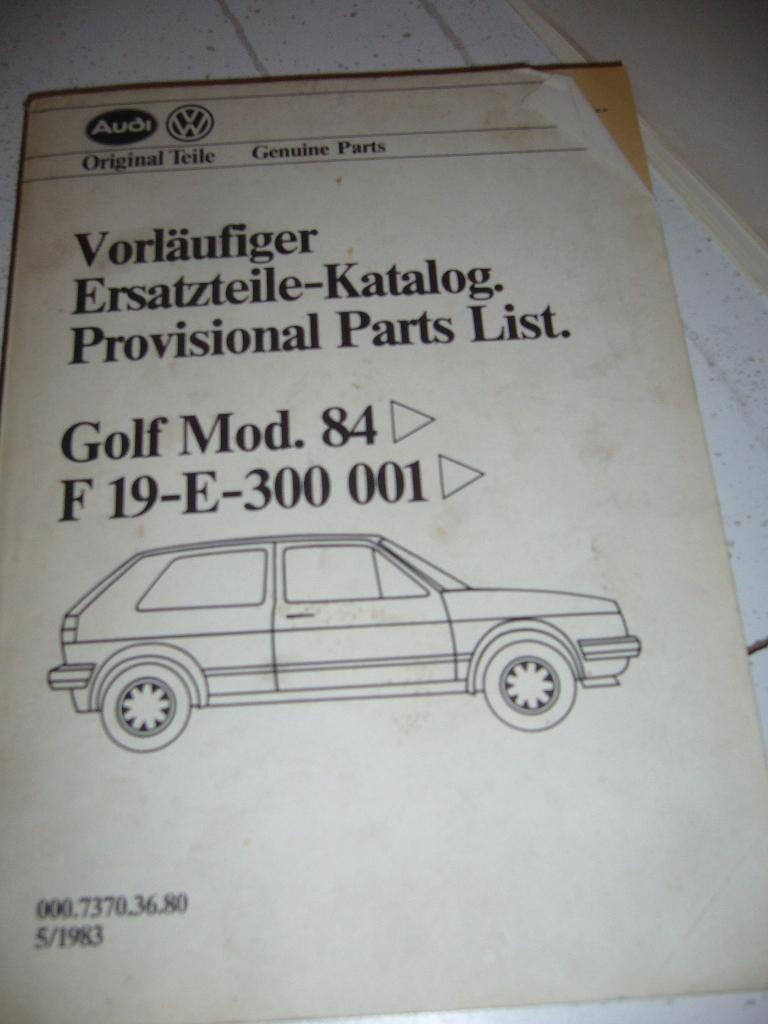 Audi VW
Original Teile Genuine Parts
Vorläufiger
Ersatzteile-Katalog.
Provisional Parts List.
Golf Mod. 84 ▷
F 19-E-300 001 ▷
000.7370.36.80
5/1983